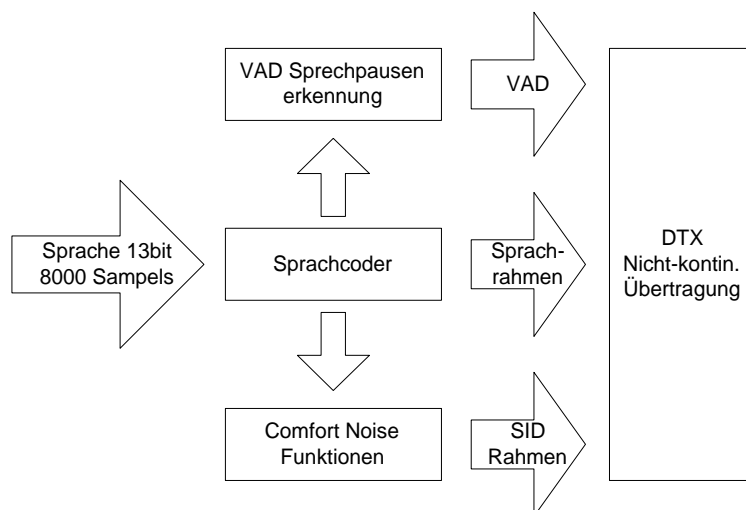 VAD Sprechpausen
erkennung
VAD
Sprache 13bit
8000 Sampels
Sprachcoder
Sprach-
rahmen
DTX
Nicht-kontin.
Übertragung
Comfort Noise
Funktionen
SID
Rahmen